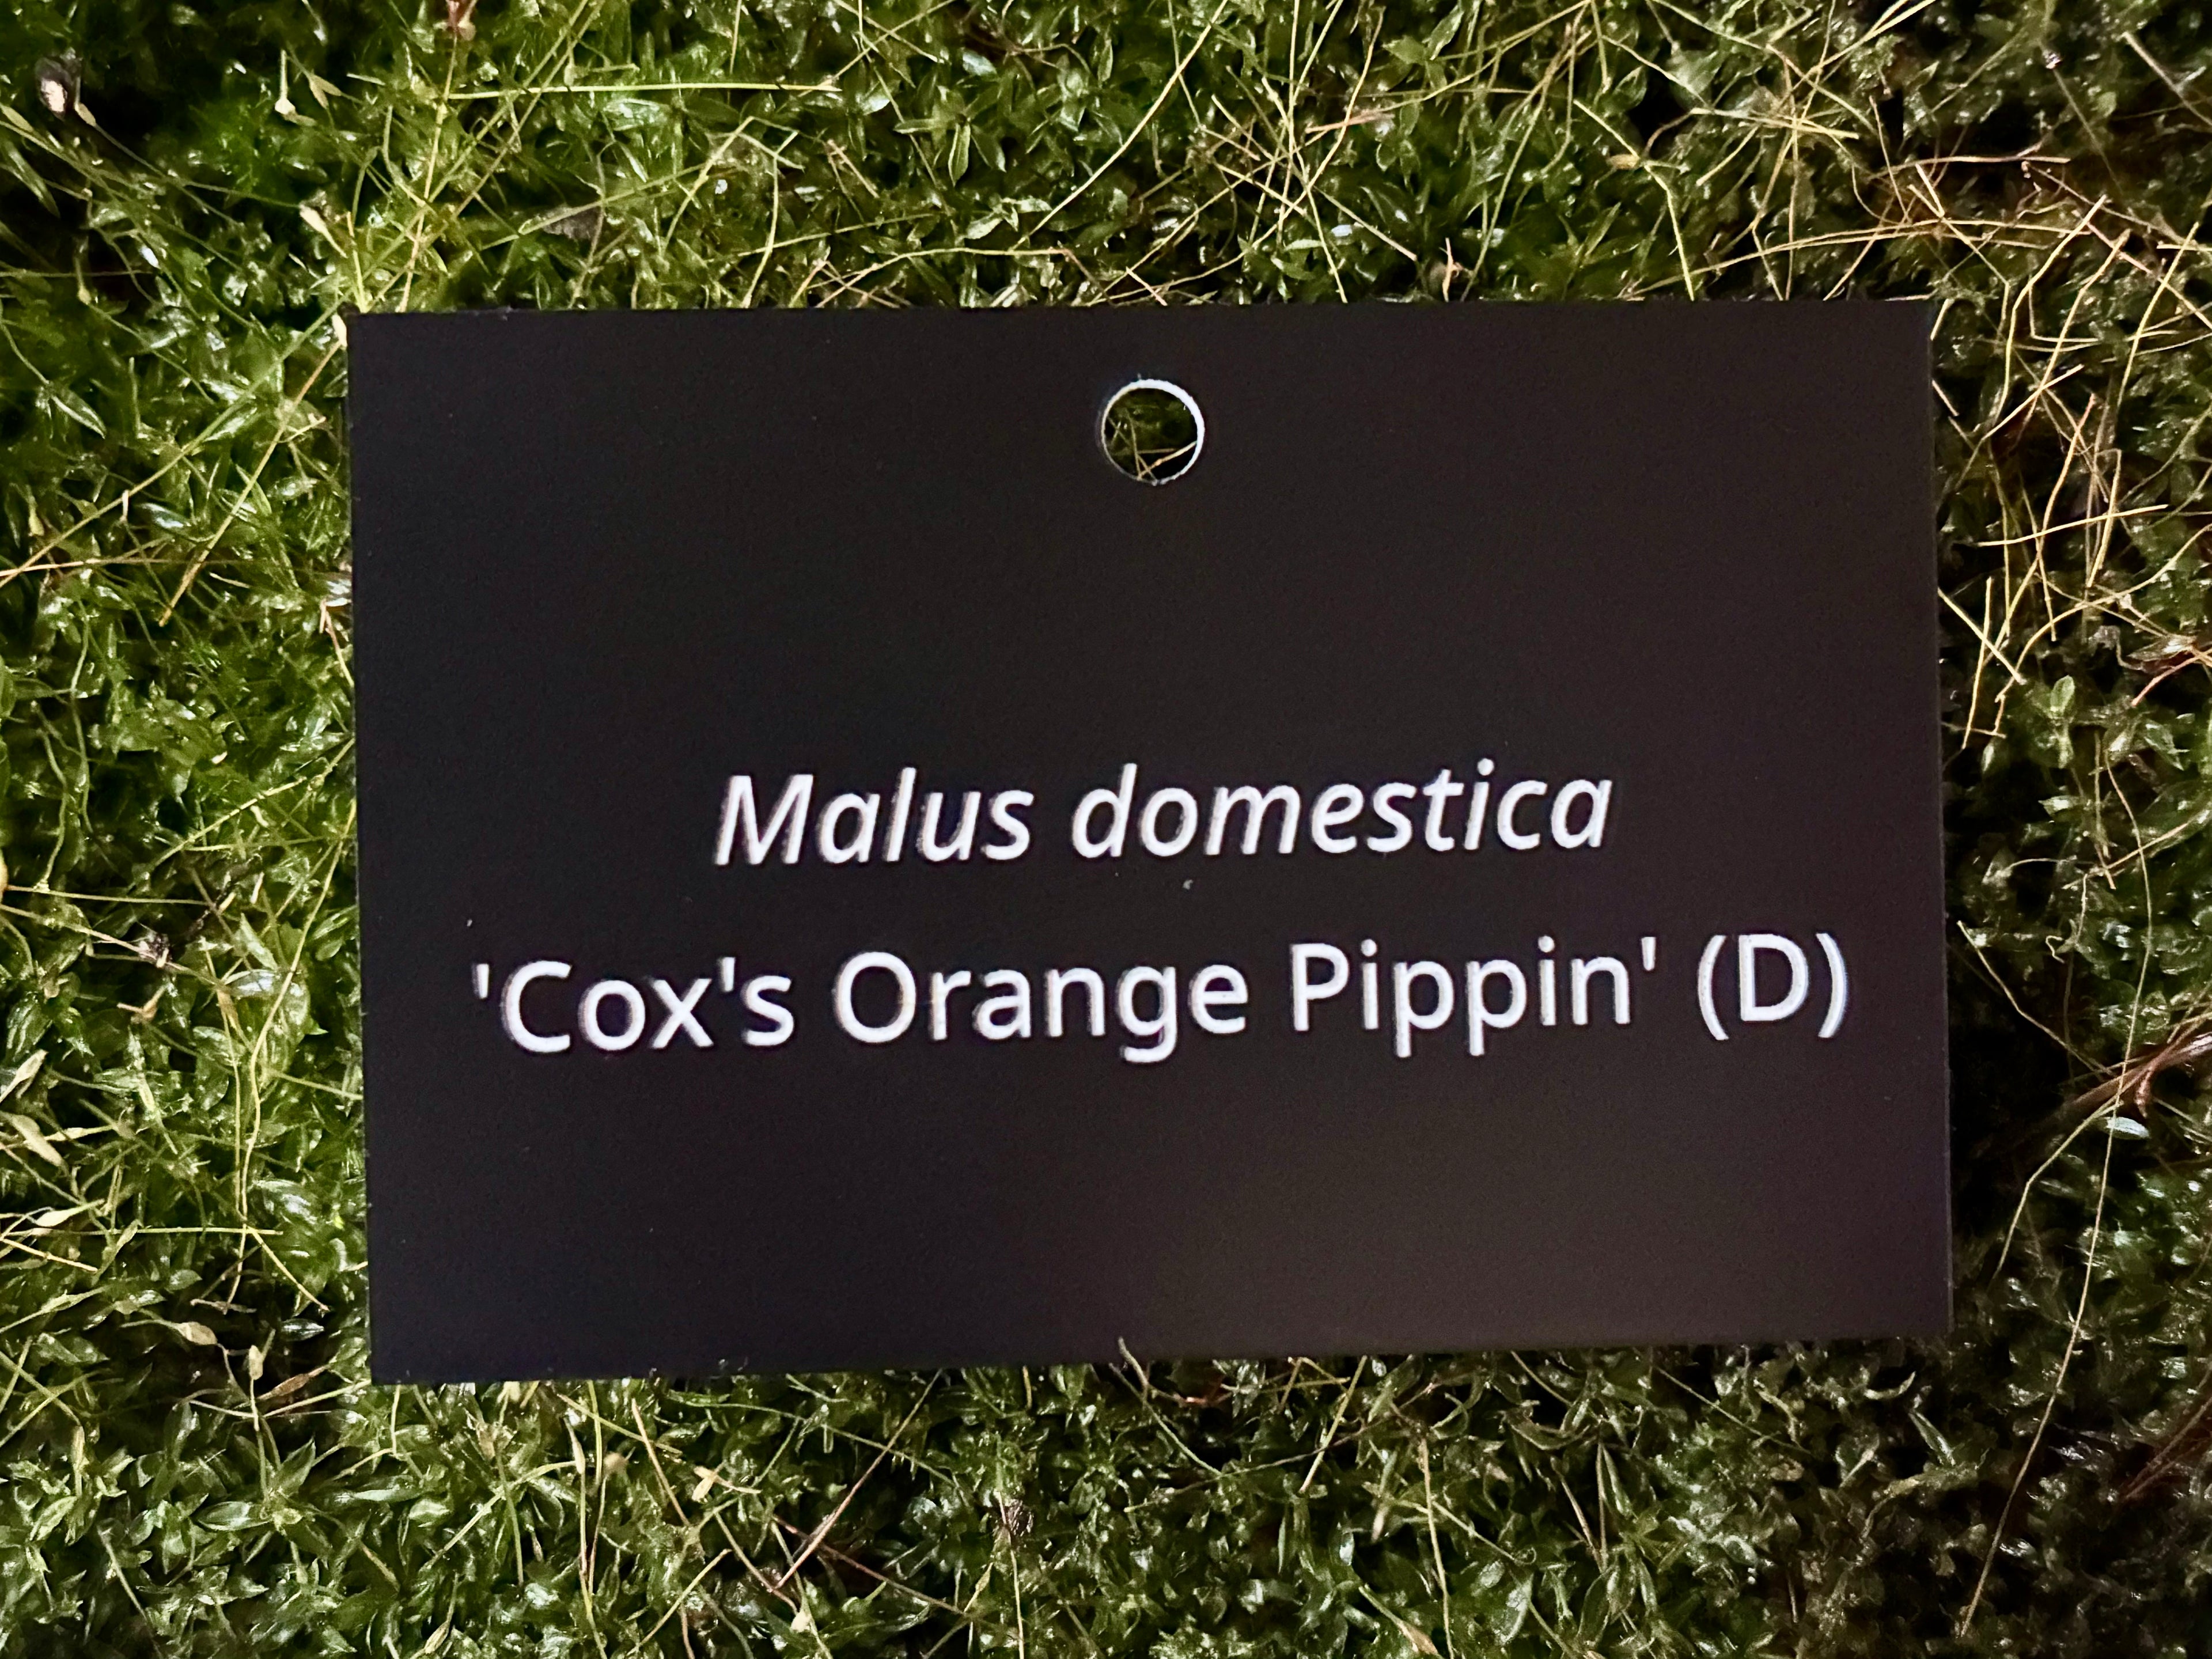 Malus domestica
'Cox's Orange Pippin' (D)